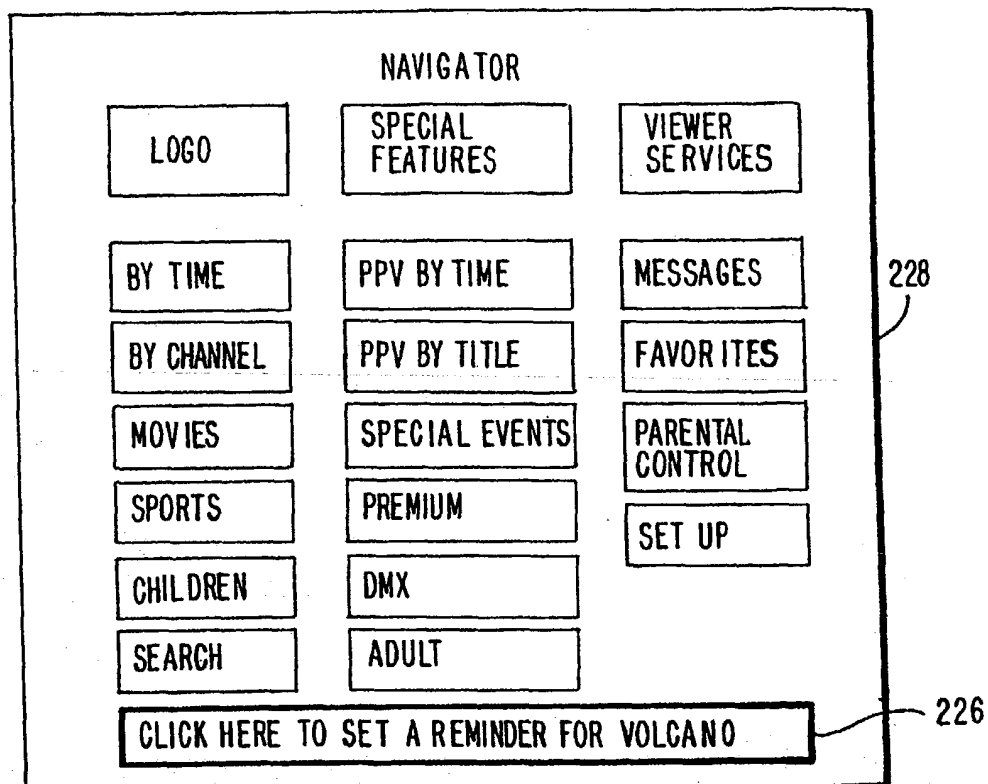 NAVIGATOR
LOGO
SPECIAL
FEATURES
VIEWER
SERVICES
BY TIME
PPV BY TIME
MESSAGES
BY CHANNEL
PPV BY TITLE
FAVORITES
MOVIES
SPECIAL EVENTS
PARENTAL
CONTROL
SPORTS
PREMIUM
SET UP
CHILDREN
DMX
SEARCH
ADULT
CLICK HERE TO SET A REMINDER FOR VOLCANO
228
226